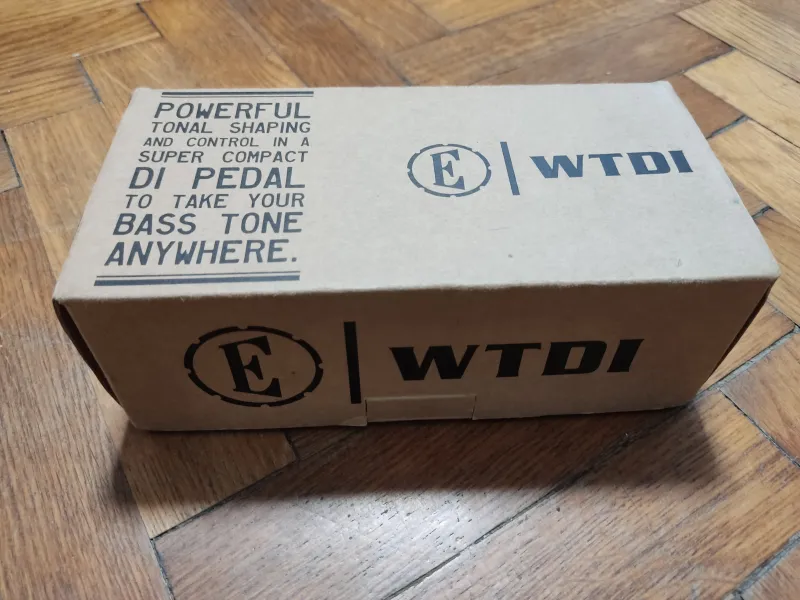 POWERFUL
TONAL SHAPING
AND CONTROL IN A
SUPER COMPACT
DI PEDAL
TO TAKE YOUR
BASS TONE
ANYWHERE.
E | WTDI
E | WTDI